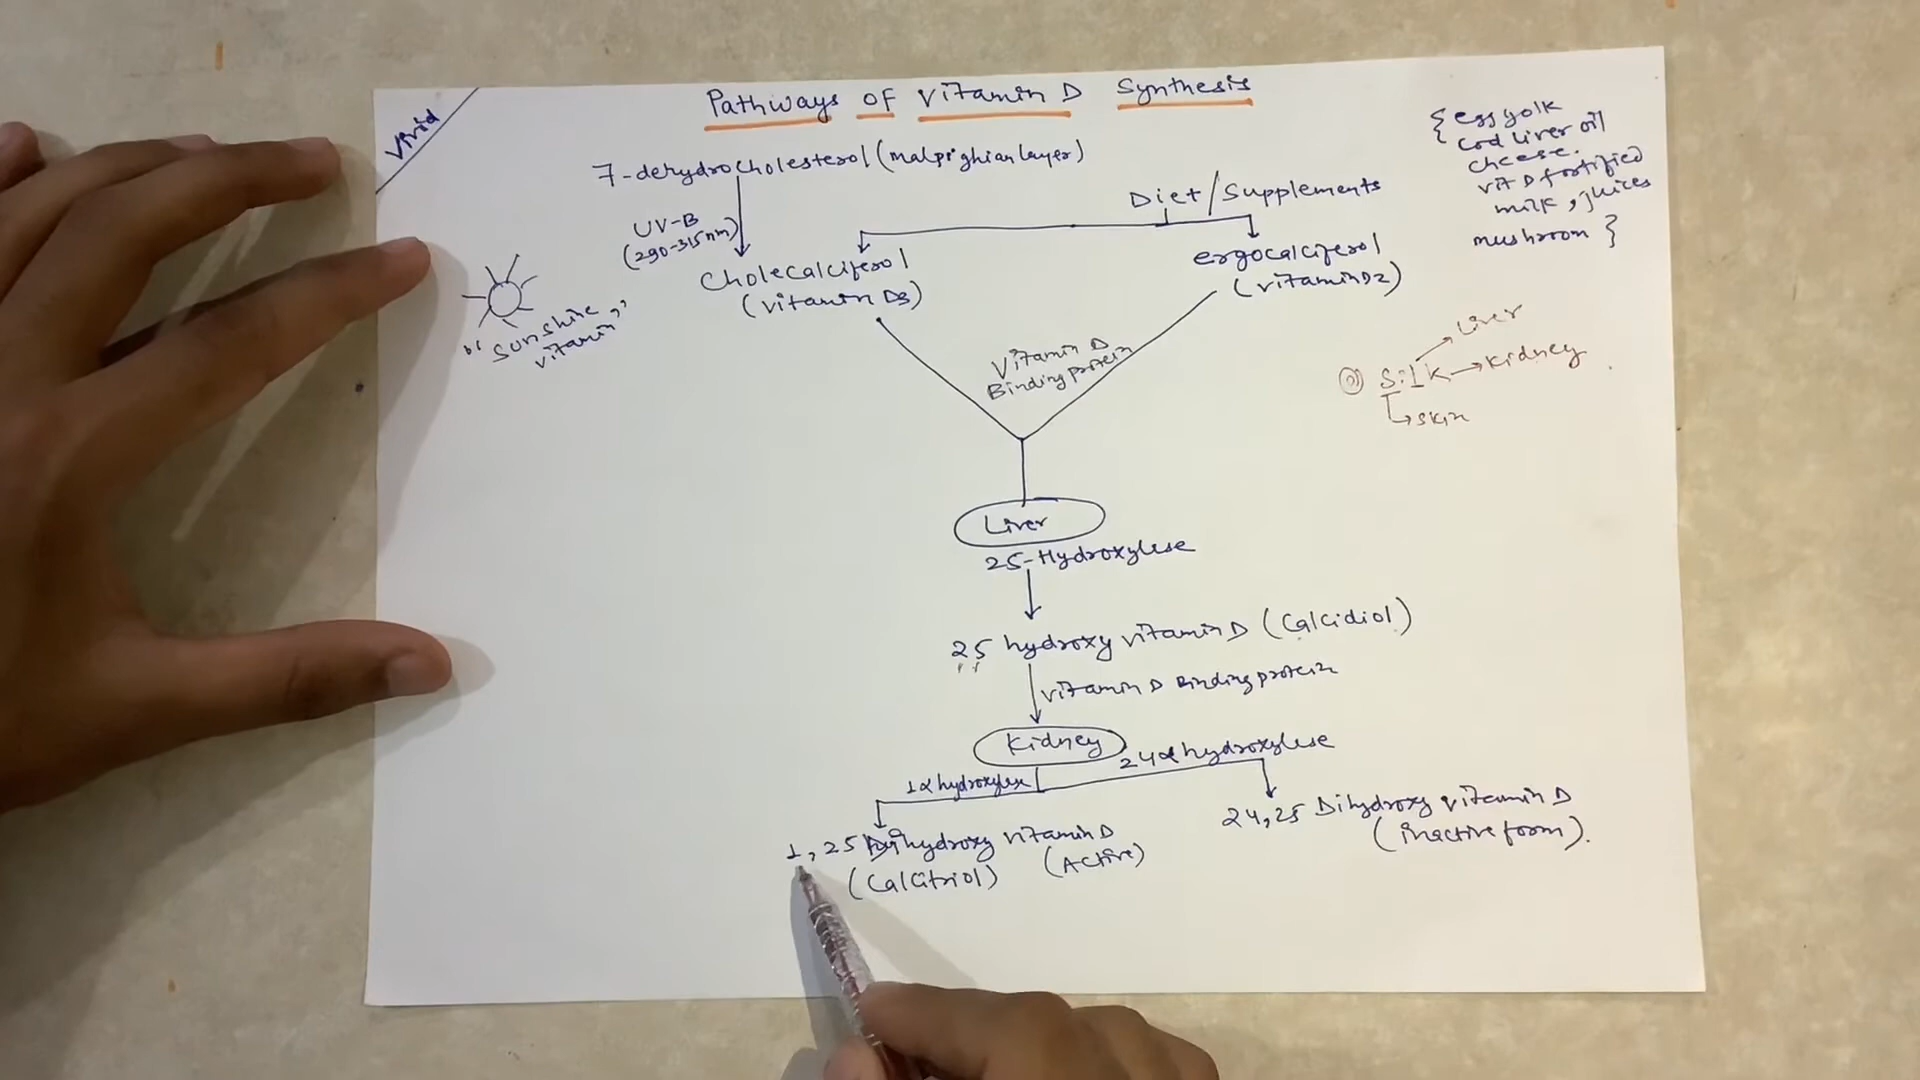 Vivid
Pathways of Vitamin D Synthesis
7-dehydrocholesterol (malpighian layer)
UV-B
(290-315nm)
"Sunshine
vitamin"
Diet/Supplements
Cholecalciferol
(vitamin D3)
ergocalciferol
(vitamin D2)
{ egg yolk
cod liver oil
cheese.
vit D fortified
milk, juices
mushroom }
Vitamin D
Binding protein
Liver
SilK → Kidney
skin
Liver
25-Hydroxylase
25 hydroxy vitamin D (Calcidiol)
vitamin D Binding protein
Kidney
1α hydroxylase
24α hydroxylase
1, 25 Dihydroxy vitamin D
(Calcitriol) (Active)
24,25 Dihydroxy vitamin D
(inactive form).